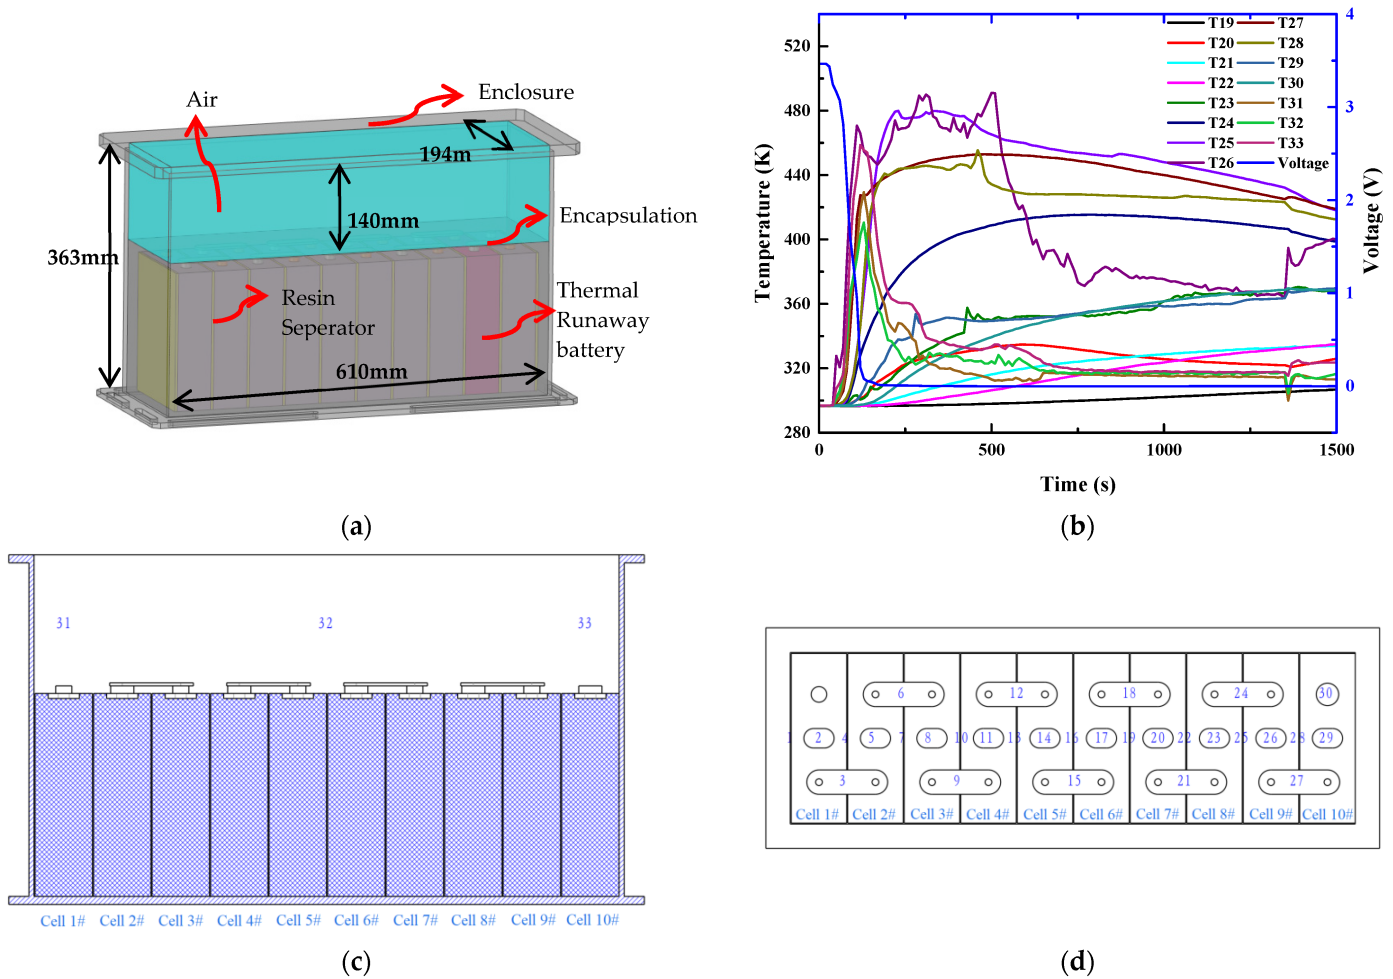 Air
Enclosure
194m
140mm
Encapsulation
363mm
Resin
Seperator
Thermal
Runaway
battery
610mm
(a)
4
3
2
1
0
Voltage (V)
520
480
440
400
360
320
280
Temperature (K)
T19 T27
T20 T28
T21 T29
T22 T30
T23 T31
T24 T32
T25 T33
T26 Voltage
0 500 1000 1500
Time (s)
(b)
31 32 33
Cell 1# Cell 2# Cell 3# Cell 4# Cell 5# Cell 6# Cell 7# Cell 8# Cell 9# Cell 10#
(c)
6 12 18 24 30
1 2 4 5 7 8 10 11 13 14 16 17 19 20 22 23 25 26 28 29
3 9 15 21 27
Cell 1# Cell 2# Cell 3# Cell 4# Cell 5# Cell 6# Cell 7# Cell 8# Cell 9# Cell 10#
(d)